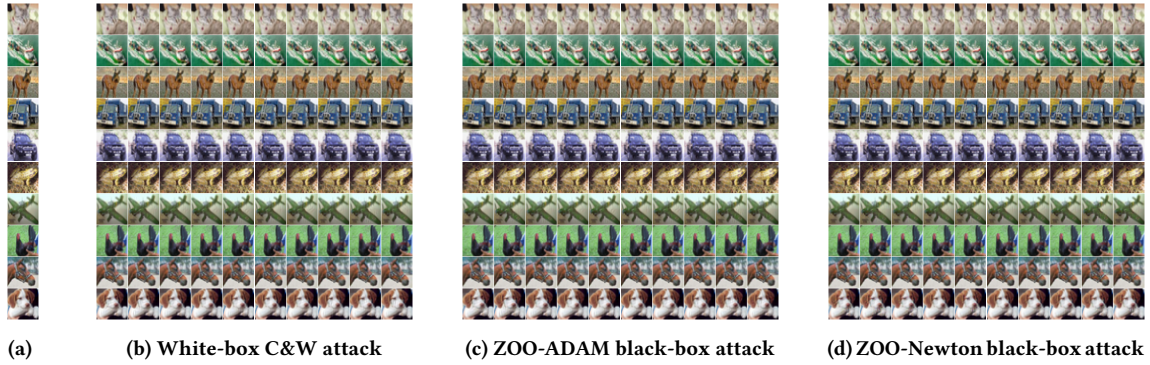 (a)
(b) White-box C&W attack
(c) ZOO-ADAM black-box attack
(d) ZOO-Newton black-box attack